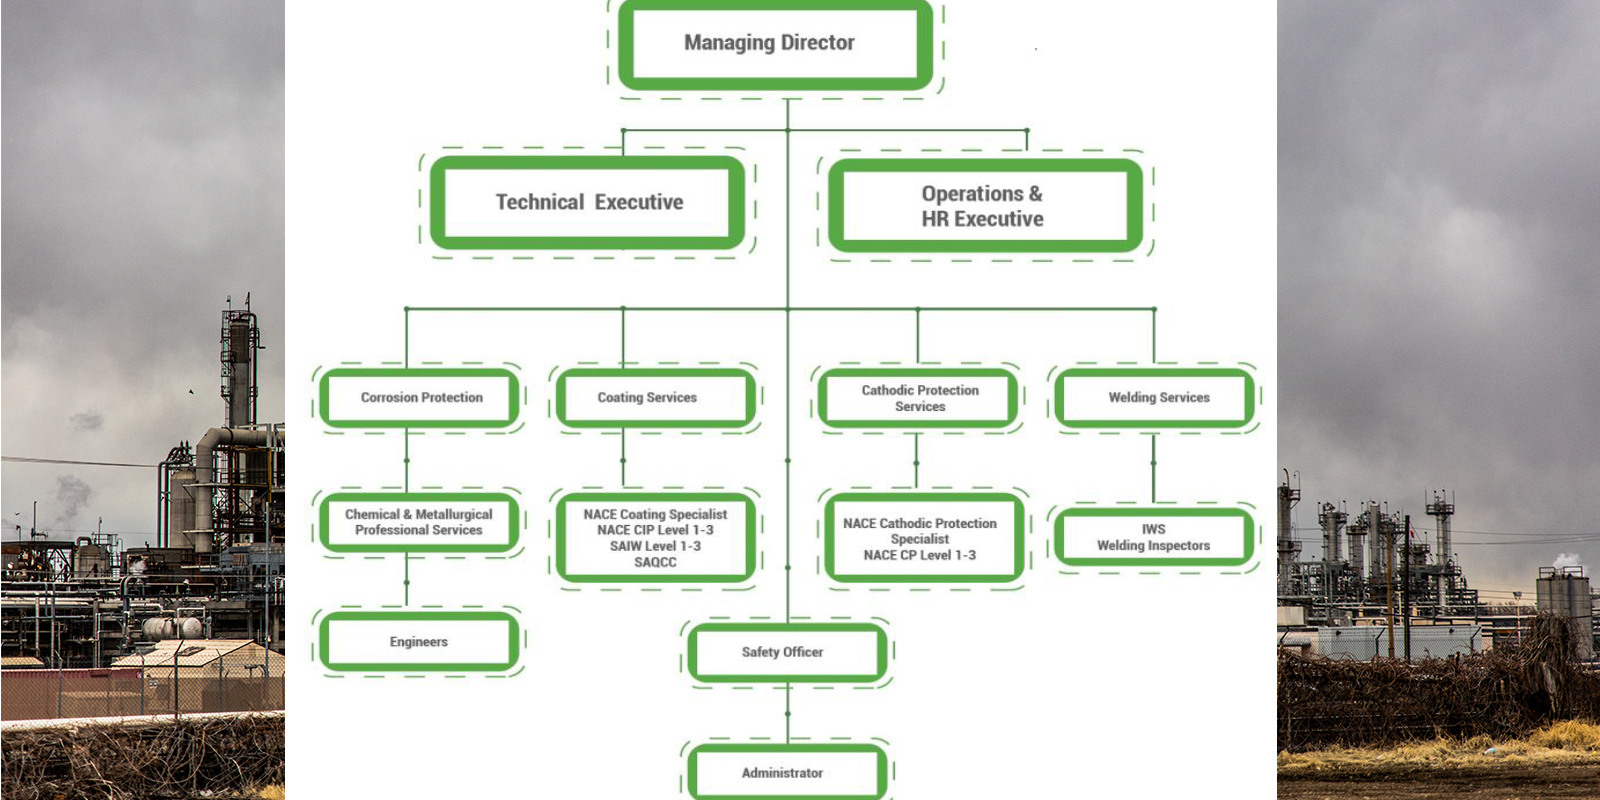 Managing Director
Technical Executive
Operations &
HR Executive
Corrosion Protection
Coating Services
Cathodic Protection
Services
Welding Services
Chemical & Metallurgical
Professional Services
NACE Coating Specialist
NACE CIP Level 1-3
SAIW Level 1-3
SAQCC
NACE Cathodic Protection
Specialist
NACE CP Level 1-3
IWS
Welding Inspectors
Engineers
Safety Officer
Administrator